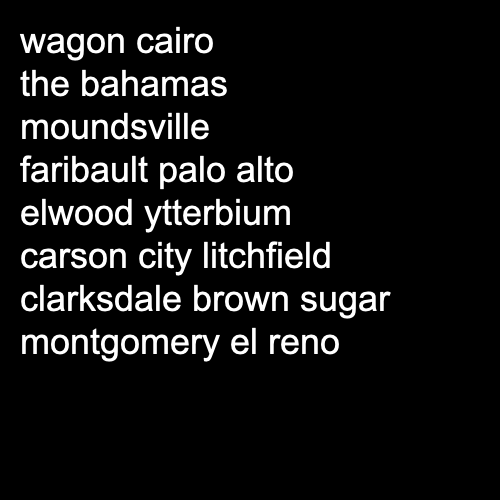 wagon cairo
the bahamas
moundsville
faribault palo alto
elwood ytterbium
carson city litchfield
clarksdale brown sugar
montgomery el reno